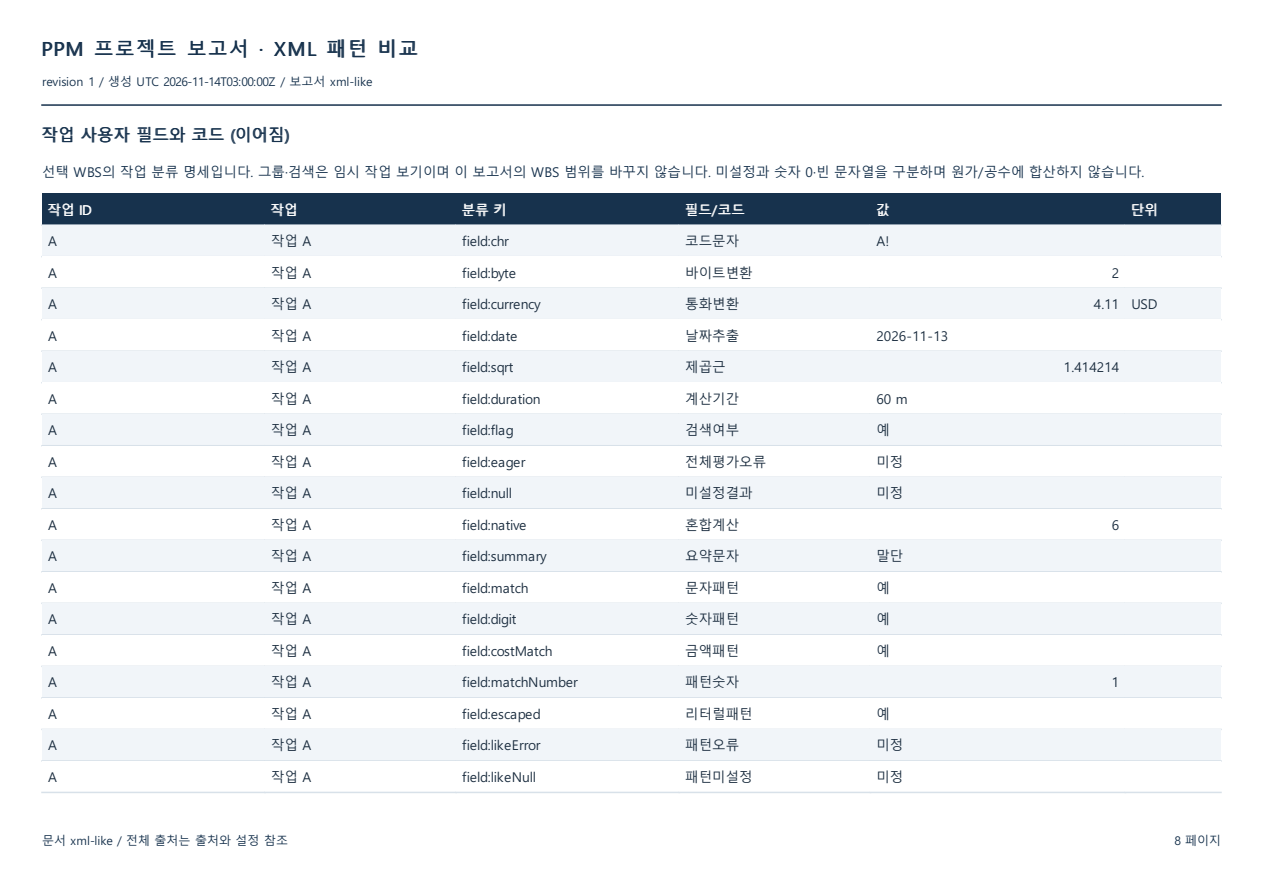 PPM 프로젝트 보고서 · XML 패턴 비교
revision 1 / 생성 UTC 2026-11-14T03:00:00Z / 보고서 xml-like
작업 사용자 필드와 코드 (이어짐)
선택 WBS의 작업 분류 명세입니다. 그룹·검색은 임시 작업 보기이며 이 보고서의 WBS 범위를 바꾸지 않습니다. 미설정과 숫자 0·빈 문자열을 구분하며 원가/공수에 합산하지 않습니다.
작업 ID 작업 분류 키 필드/코드 값 단위
A 작업 A field:chr 코드문자 A!
A 작업 A field:byte 바이트변환 2
A 작업 A field:currency 통화변환 4.11 USD
A 작업 A field:date 날짜추출 2026-11-13
A 작업 A field:sqrt 제곱근 1.414214
A 작업 A field:duration 계산기간 60 m
A 작업 A field:flag 검색여부 예
A 작업 A field:eager 전체평가오류 미정
A 작업 A field:null 미설정결과 미정
A 작업 A field:native 혼합계산 6
A 작업 A field:summary 요약문자 말단
A 작업 A field:match 문자패턴 예
A 작업 A field:digit 숫자패턴 예
A 작업 A field:costMatch 금액패턴 예
A 작업 A field:matchNumber 패턴숫자 1
A 작업 A field:escaped 리터럴패턴 예
A 작업 A field:likeError 패턴오류 미정
A 작업 A field:likeNull 패턴미설정 미정
문서 xml-like / 전체 출처는 출처와 설정 참조
8 페이지